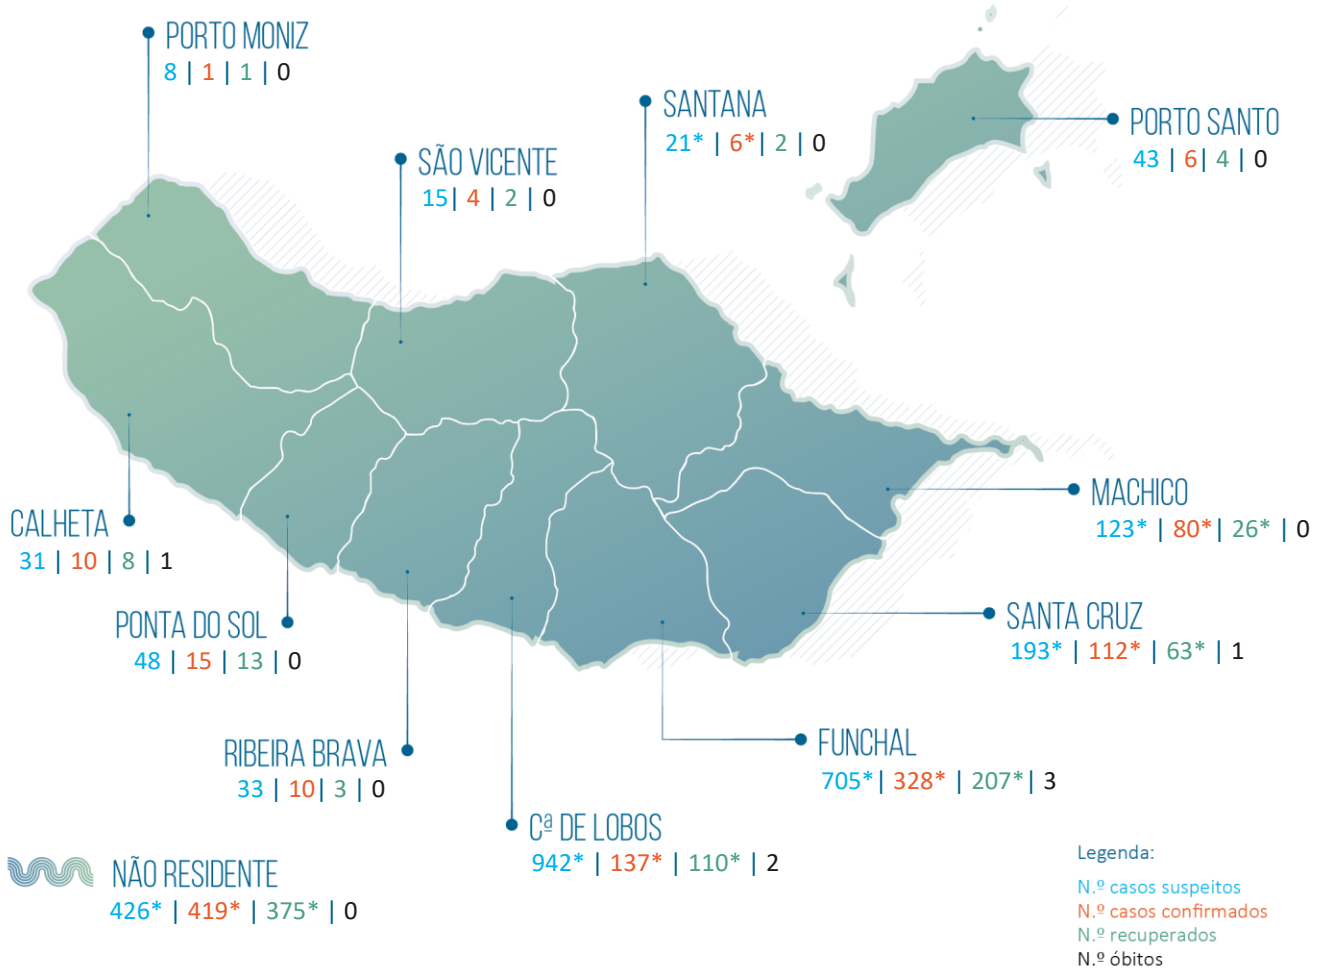 PORTO MONIZ
8 | 1 | 1 | 0
SANTANA
21* | 6*| 2 | 0
PORTO SANTO
43 | 6| 4 | 0
SÃO VICENTE
15| 4 | 2 | 0
MACHICO
123* | 80*| 26* | 0
CALHETA
31 | 10 | 8 | 1
PONTA DO SOL
48 | 15 | 13 | 0
SANTA CRUZ
193* | 112* | 63* | 1
RIBEIRA BRAVA
33 | 10| 3 | 0
FUNCHAL
705*| 328* | 207*| 3
Cª DE LOBOS
942* | 137* | 110* | 2
NÃO RESIDENTE
426* | 419* | 375* | 0
Legenda:
N.º casos suspeitos
N.º casos confirmados
N.º recuperados
N.º óbitos